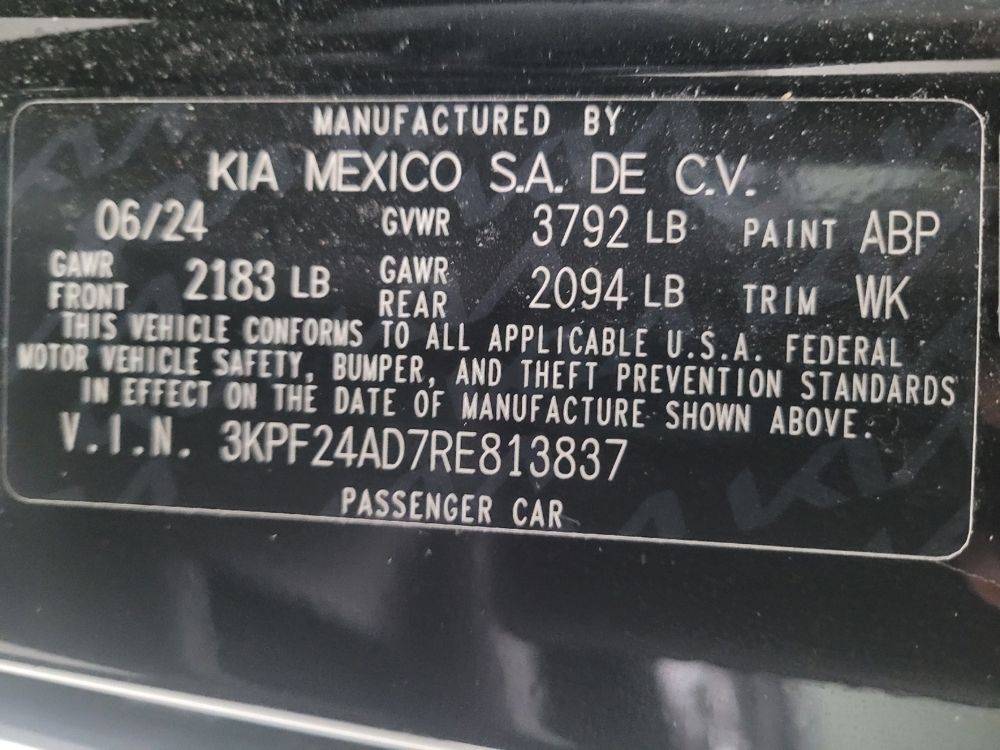 MANUFACTURED BY
KIA MEXICO S.A. DE C.V.
06/24 GVWR 3792 LB PAINT ABP
GAWR FRONT 2183 LB GAWR REAR 2094 LB TRIM WK
THIS VEHICLE CONFORMS TO ALL APPLICABLE U.S.A. FEDERAL
MOTOR VEHICLE SAFETY, BUMPER, AND THEFT PREVENTION STANDARDS
IN EFFECT ON THE DATE OF MANUFACTURE SHOWN ABOVE.
V.I.N. 3KPF24AD7RE813837
PASSENGER CAR